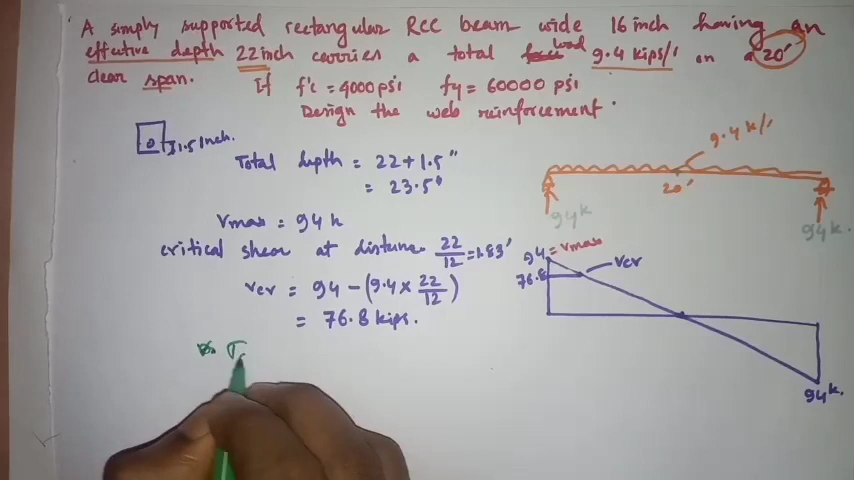 A simply supported rectangular RCC beam wide 16 inch having an
effective depth 22 inch carries a total load 9.4 kips/' on a 20'
clear span. If f'c = 4000 psi fy = 60000 psi
Design the web reinforcement.
1.5 Inch.
Total depth = 22 + 1.5"
= 23.5"
Vmax = 94 k
critical shear at distance 22/12 = 1.83'
Vcr = 94 - (9.4 × 22/12)
= 76.8 kips.
9.4 k/'
20'
94k
94k.
94 = Vmax
76.8
Vcr
94k.